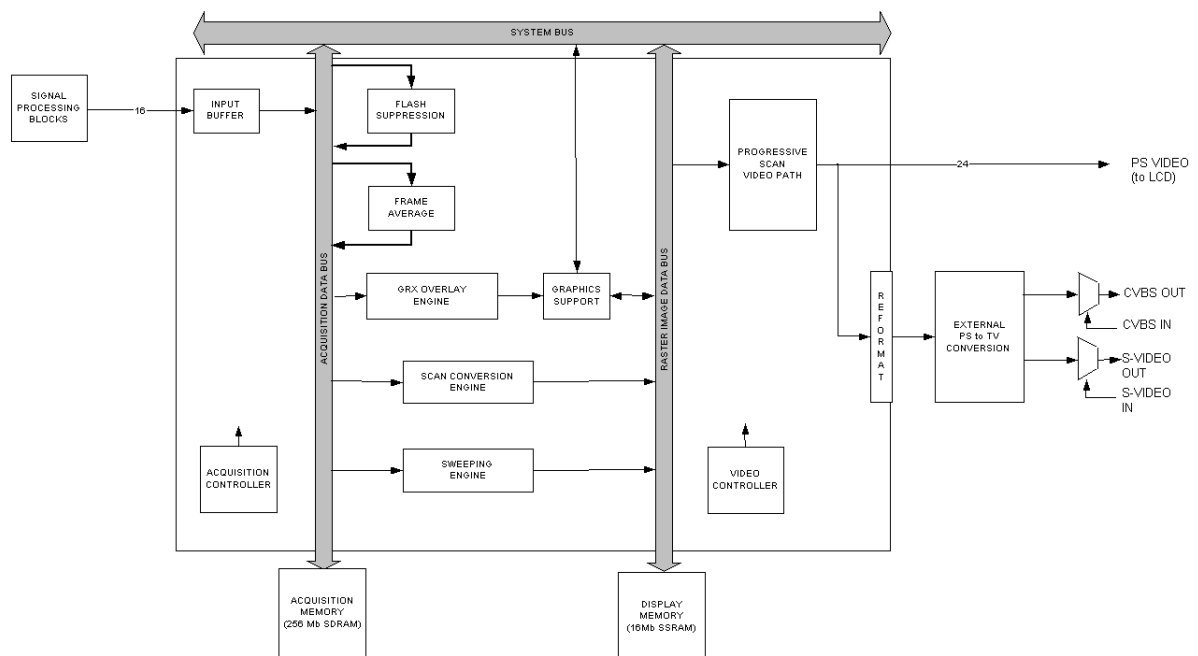 SYSTEM BUS
SIGNAL
PROCESSING
BLOCKS
16
INPUT
BUFFER
FLASH
SUPPRESSION
FRAME
AVERAGE
ACQUISITION DATA BUS
GRX OVERLAY
ENGINE
GRAPHICS
SUPPORT
SCAN CONVERSION
ENGINE
SWEEPING
ENGINE
ACQUISITION
CONTROLLER
RASTER IMAGE DATA BUS
PROGRESSIVE
SCAN
VIDEO PATH
24
PS VIDEO
(to LCD)
REFORMAT
EXTERNAL
PS to TV
CONVERSION
CVBS OUT
CVBS IN
S-VIDEO
OUT
S-VIDEO
IN
VIDEO
CONTROLLER
ACQUISITION
MEMORY
(256 Mb SDRAM)
DISPLAY
MEMORY
(16Mb SSRAM)